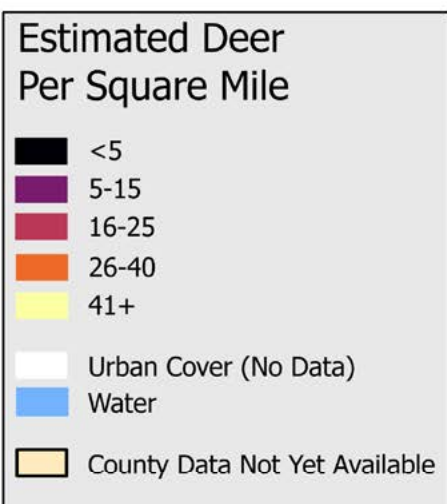 Estimated Deer
Per Square Mile
<5
5-15
16-25
26-40
41+
Urban Cover (No Data)
Water
County Data Not Yet Available